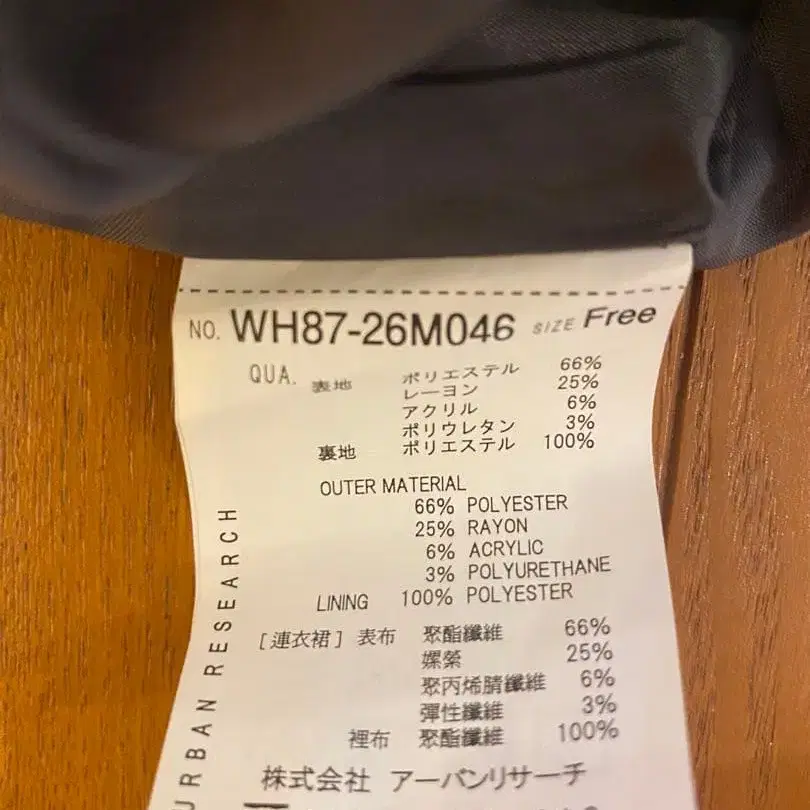 NO. WH87-26M046 SIZE Free
QUA. 表地 ポリエステル 66%
レーヨン 25%
アクリル 6%
ポリウレタン 3%
裏地 ポリエステル 100%
OUTER MATERIAL
66% POLYESTER
25% RAYON
6% ACRYLIC
3% POLYURETHANE
LINING 100% POLYESTER
[連衣裙] 表布 聚酯纖維 66%
嫘縈 25%
聚丙烯腈纖維 6%
彈性纖維 3%
裡布 聚酯纖維 100%
株式会社 アーバンリサーチ
URBAN RESEARCH